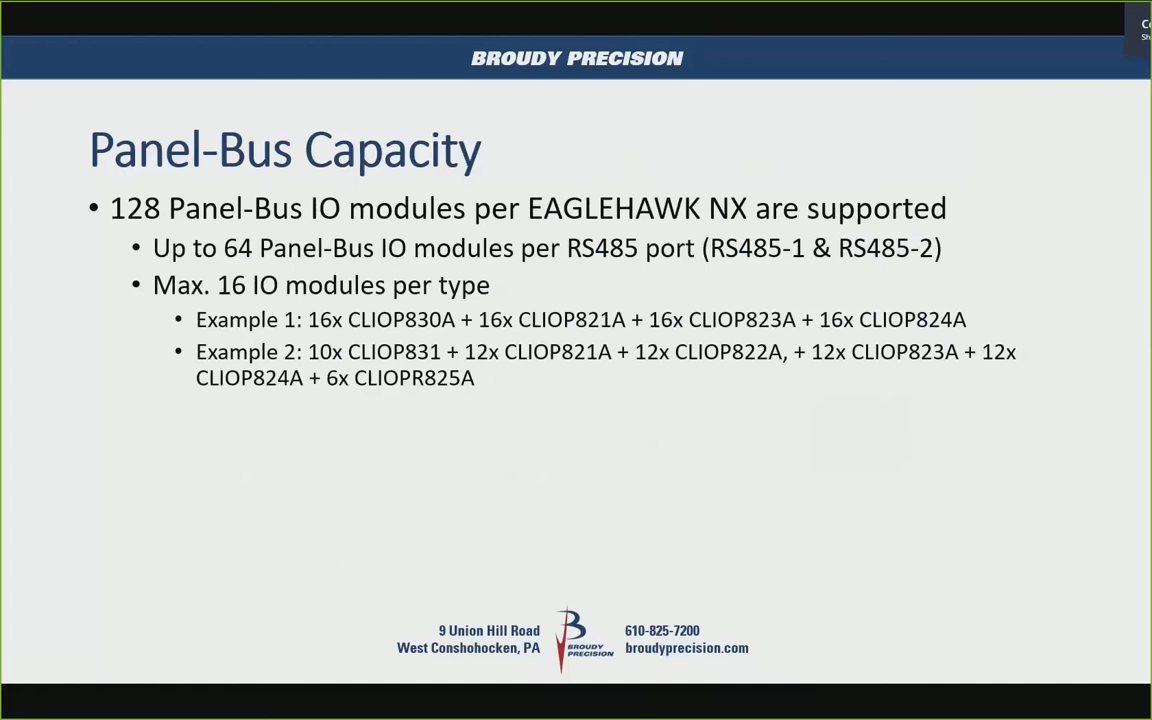 C
Sh
BROUDY PRECISION
Panel-Bus Capacity
• 128 Panel-Bus IO modules per EAGLEHAWK NX are supported
• Up to 64 Panel-Bus IO modules per RS485 port (RS485-1 & RS485-2)
• Max. 16 IO modules per type
• Example 1: 16x CLIOP830A + 16x CLIOP821A + 16x CLIOP823A + 16x CLIOP824A
• Example 2: 10x CLIOP831 + 12x CLIOP821A + 12x CLIOP822A, + 12x CLIOP823A + 12x
CLIOP824A + 6x CLIOPR825A
9 Union Hill Road
West Conshohocken, PA
B
BROUDY
PRECISION
610-825-7200
broudyprecision.com